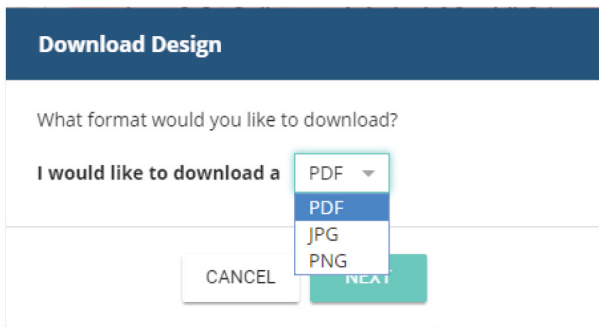 Download Design
What format would you like to download?
I would like to download a PDF
PDF
JPG
PNG
CANCEL NEXT